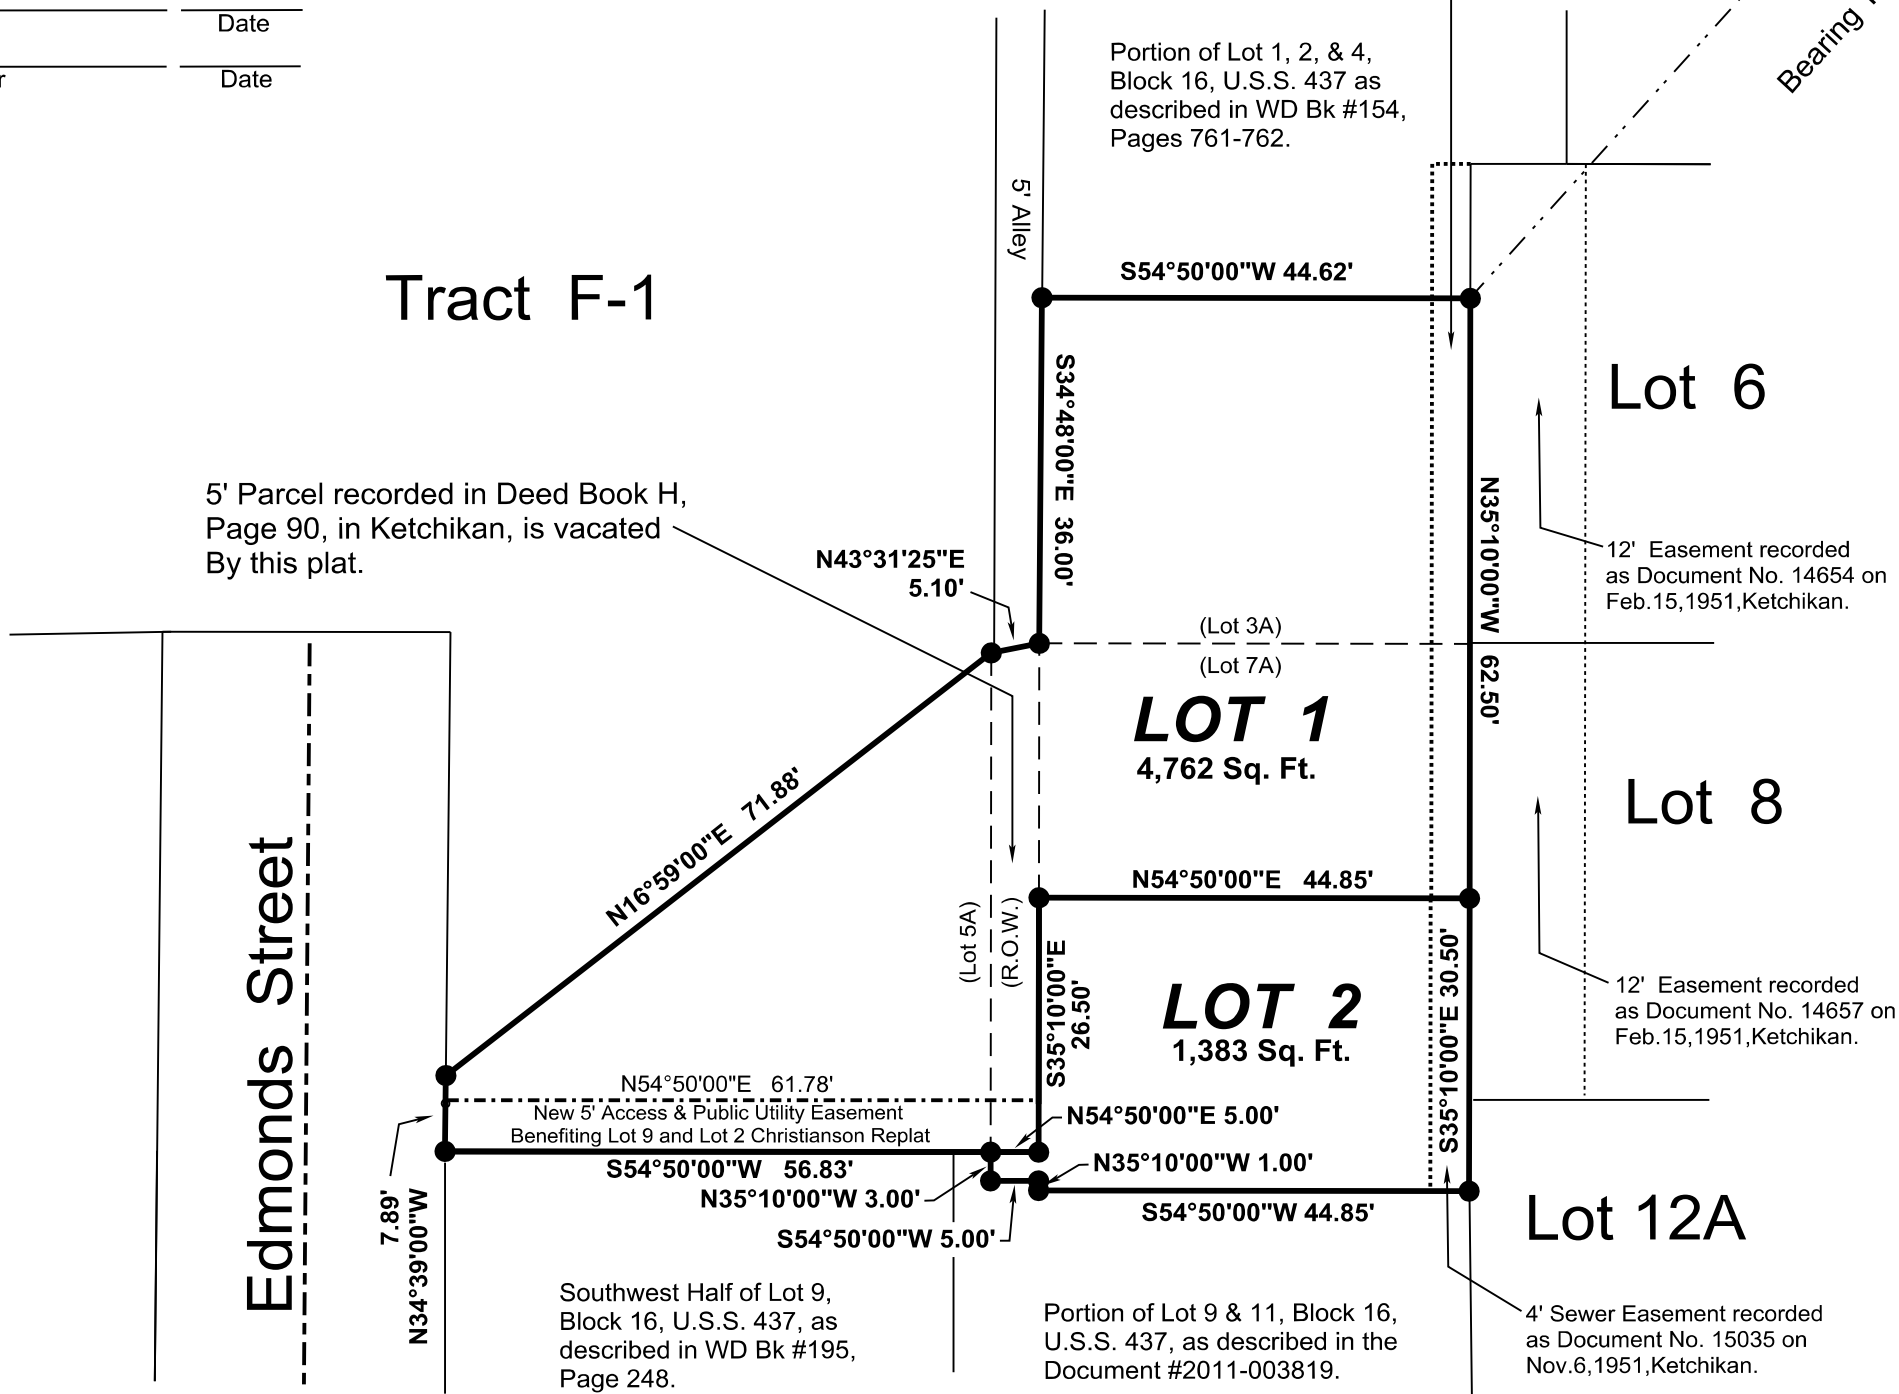 Date
r
Date
Portion of Lot 1, 2, & 4,
Block 16, U.S.S. 437 as
described in WD Bk #154,
Pages 761-762.
Bearing
5' Alley
S54°50'00"W 44.62'
Tract F-1
S34°48'00"E 36.00'
Lot 6
5' Parcel recorded in Deed Book H,
Page 90, in Ketchikan, is vacated
By this plat.
N43°31'25"E
5.10'
N35°10'00"W 62.50'
12' Easement recorded
as Document No. 14654 on
Feb.15,1951,Ketchikan.
(Lot 3A)
(Lot 7A)
LOT 1
4,762 Sq. Ft.
N16°59'00"E 71.88'
Lot 8
Edmonds Street
N54°50'00"E 44.85'
(Lot 5A)
(R.O.W.)
S35°10'00"E
26.50'
LOT 2
1,383 Sq. Ft.
S35°10'00"E 30.50'
12' Easement recorded
as Document No. 14657 on
Feb.15,1951,Ketchikan.
N54°50'00"E 61.78'
New 5' Access & Public Utility Easement
Benefiting Lot 9 and Lot 2 Christianson Replat
N54°50'00"E 5.00'
S54°50'00"W 56.83'
N35°10'00"W 1.00'
N35°10'00"W 3.00'
S54°50'00"W 5.00'
S54°50'00"W 44.85'
7.89'
N34°39'00"W
Lot 12A
Southwest Half of Lot 9,
Block 16, U.S.S. 437, as
described in WD Bk #195,
Page 248.
Portion of Lot 9 & 11, Block 16,
U.S.S. 437, as described in the
Document #2011-003819.
4' Sewer Easement recorded
as Document No. 15035 on
Nov.6,1951,Ketchikan.